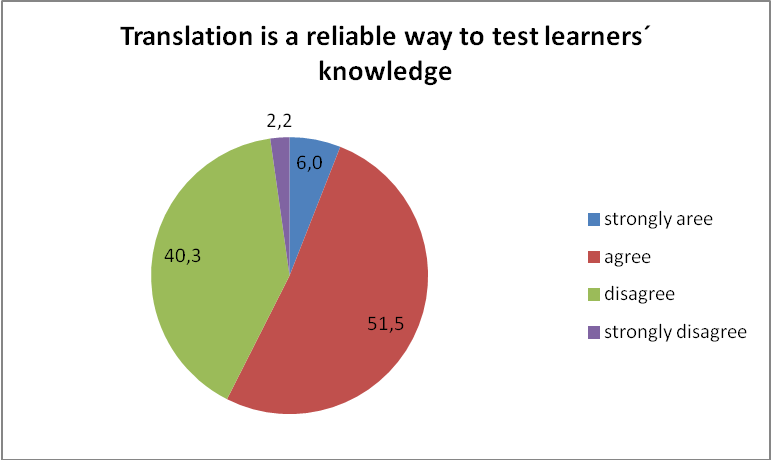 Translation is a reliable way to test learners´
knowledge
2,2
6,0
40,3
51,5
strongly aree
agree
disagree
strongly disagree